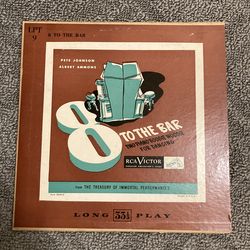 LPT
9
8 TO THE BAR
PETE JOHNSON
ALBERT AMMONS
8 TO THE BAR
TWO PIANO BOOGIE WOOGIE
FOR DANCING
RCA VICTOR
from THE TREASURY OF IMMORTAL PERFORMANCES
LONG 33⅓ PLAY